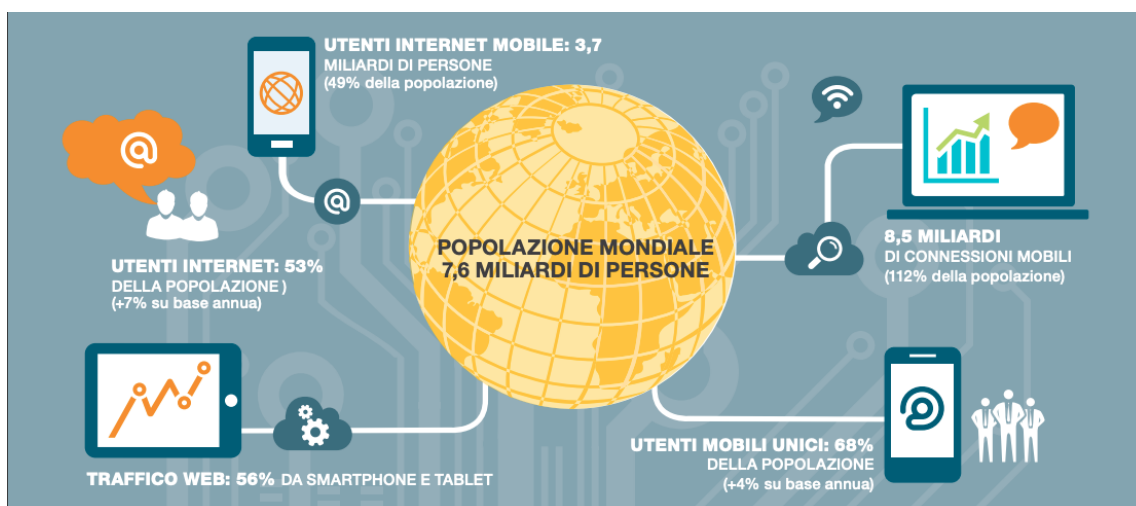 UTENTI INTERNET MOBILE: 3,7
MILIARDI DI PERSONE
(49% della popolazione)
@
@
UTENTI INTERNET: 53%
DELLA POPOLAZIONE )
(+7% su base annua)
POPOLAZIONE MONDIALE
7,6 MILIARDI DI PERSONE
8,5 MILIARDI
DI CONNESSIONI MOBILI
(112% della popolazione)
TRAFFICO WEB: 56% DA SMARTPHONE E TABLET
UTENTI MOBILI UNICI: 68%
DELLA POPOLAZIONE
(+4% su base annua)